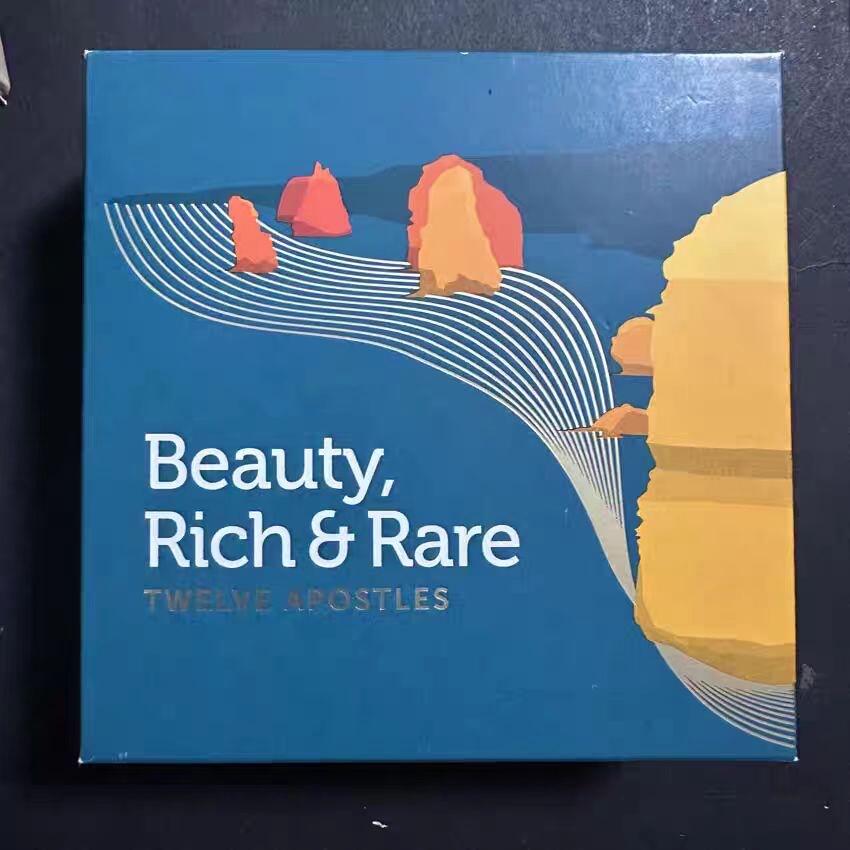 Beauty,
Rich & Rare
TWELVE APOSTLES